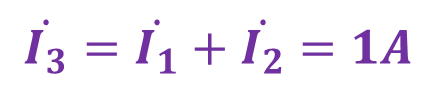 İ₃ = İ₁ + İ₂ = 1A